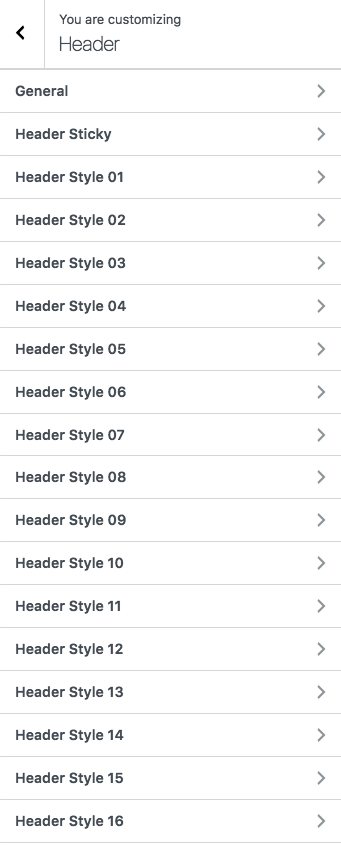 You are customizing
Header
General
Header Sticky
Header Style 01
Header Style 02
Header Style 03
Header Style 04
Header Style 05
Header Style 06
Header Style 07
Header Style 08
Header Style 09
Header Style 10
Header Style 11
Header Style 12
Header Style 13
Header Style 14
Header Style 15
Header Style 16